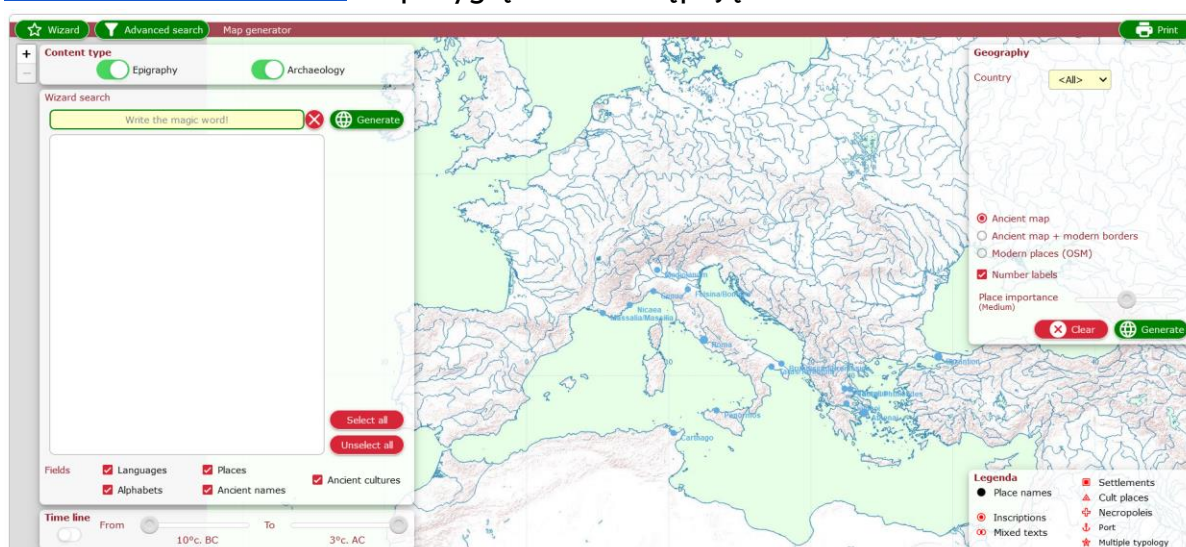 Wizard
Advanced search
Map generator
Print
+
Content type
Epigraphy
Archaeology
Wizard search
Write the magic word!
Generate
Select all
Unselect all
Fields
Languages
Places
Ancient cultures
Alphabets
Ancient names
Time line
From
To
10ºc. BC
3ºc. AC
Geography
Country
<All>
Ancient map
Ancient map + modern borders
Modern places (OSM)
Number labels
Place importance
(Medium)
Clear
Generate
Nicaea
Massalia/Massilia
Roma
Cartago
Legenda
Place names
Inscriptions
Mixed texts
Settlements
Cult places
Necropoleis
Port
Multiple typology